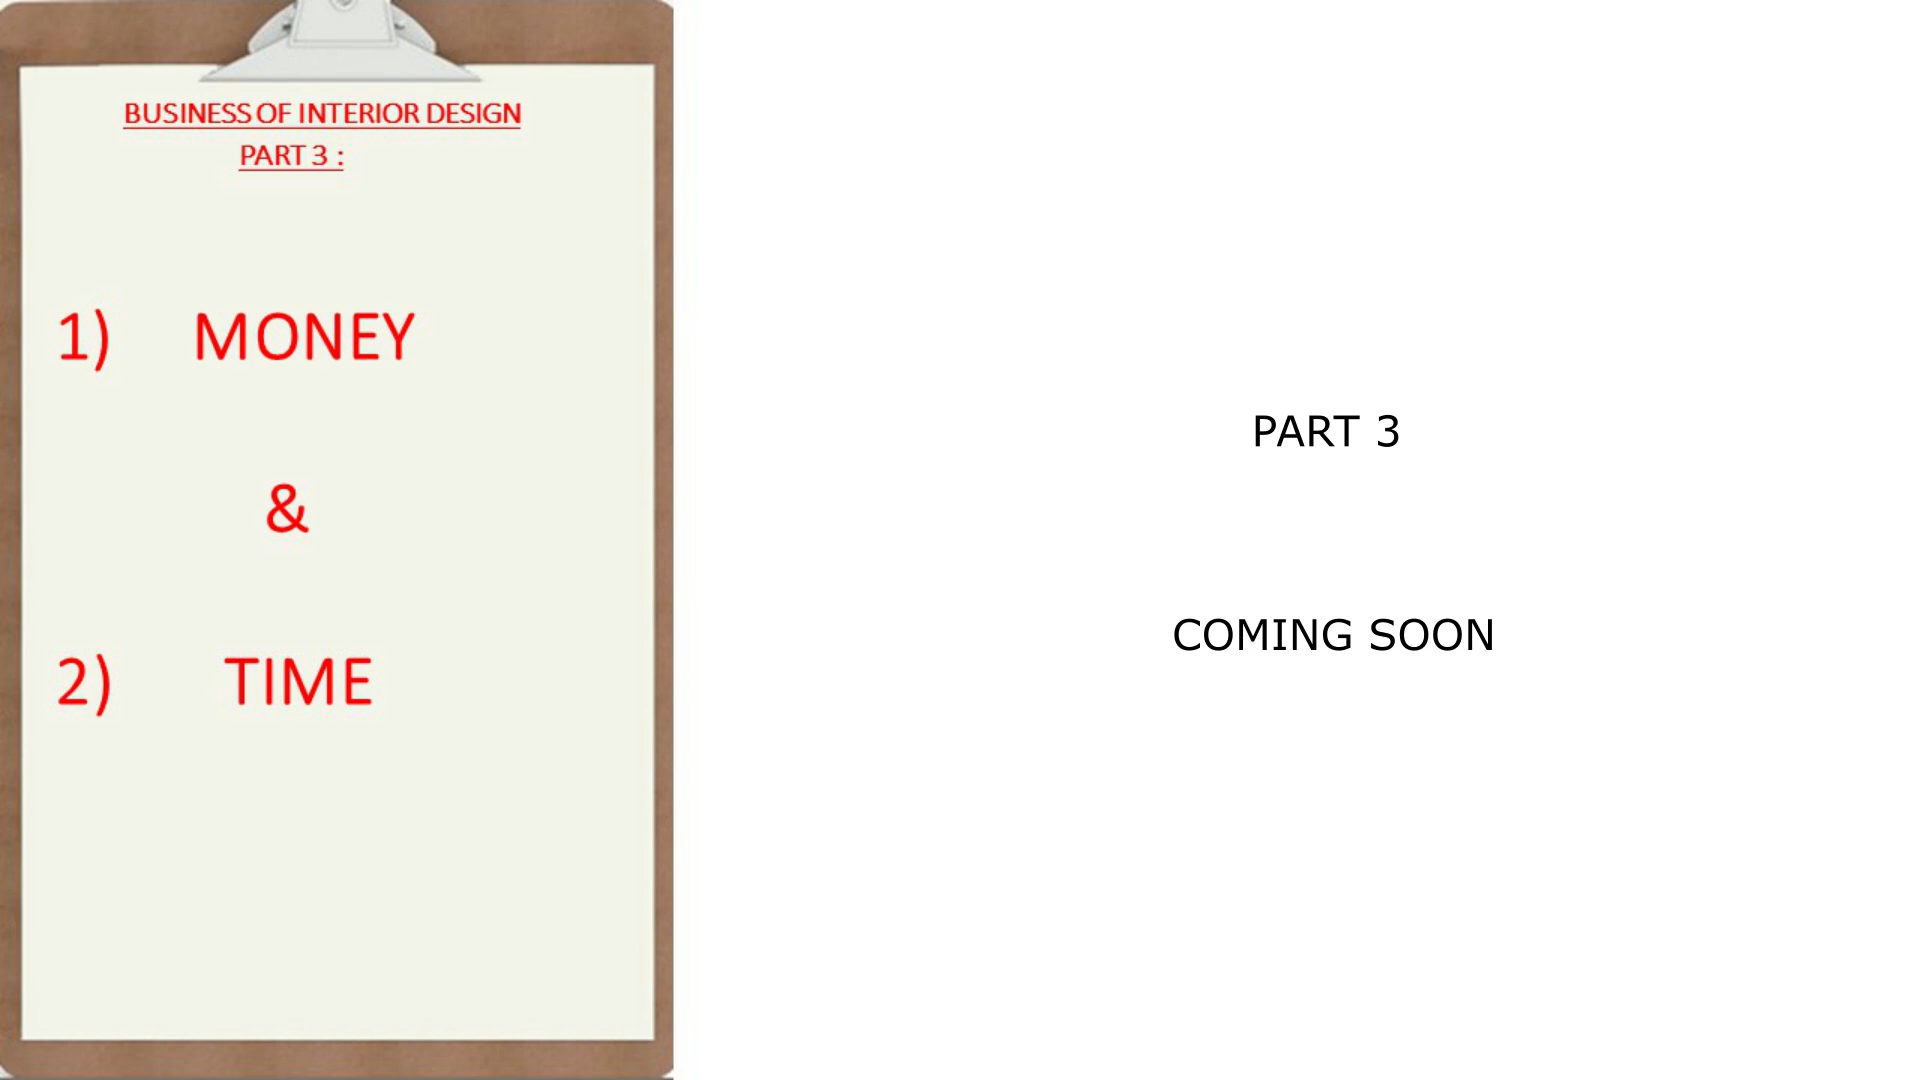 BUSINESS OF INTERIOR DESIGN
PART 3 :
1) MONEY
&
2) TIME
PART 3
COMING SOON